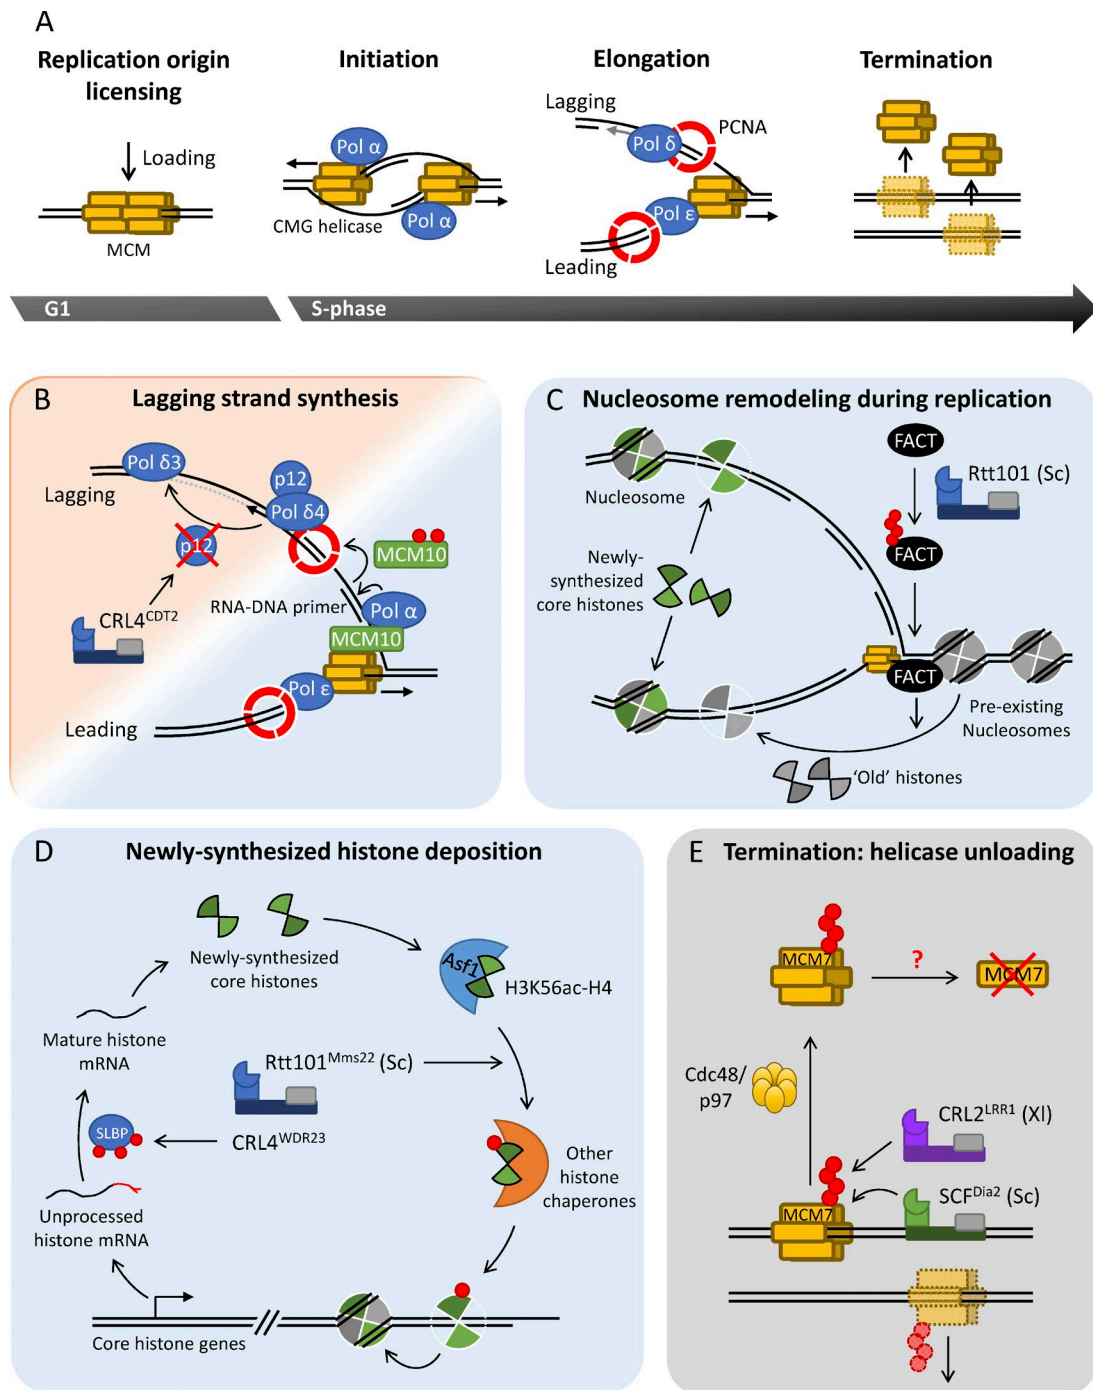 A
Replication origin
licensing
Initiation
Elongation
Termination
Loading
MCM
Pol α
CMG helicase
Pol α
Lagging
Pol δ
PCNA
Pol ε
Leading
G1
S-phase
B
Lagging strand synthesis
Pol δ3
Lagging
p12
Pol δ4
p12
MCM10
RNA-DNA primer
Pol α
CRL4CDT2
MCM10
Pol ε
Leading
C
Nucleosome remodeling during replication
FACT
Rtt101 (Sc)
Nucleosome
FACT
Newly-
synthesized
core histones
FACT
Pre-existing
Nucleosomes
'Old' histones
D
Newly-synthesized histone deposition
Newly-synthesized
core histones
Asf1
H3K56ac-H4
Mature histone
mRNA
Rtt101Mms22 (Sc)
SLBP
CRL4WDR23
Other
histone
chaperones
Unprocessed
histone mRNA
Core histone genes
E
Termination: helicase unloading
MCM7
?
MCM7
Cdc48/
p97
CRL2LRR1 (Xl)
SCFDia2 (Sc)
MCM7